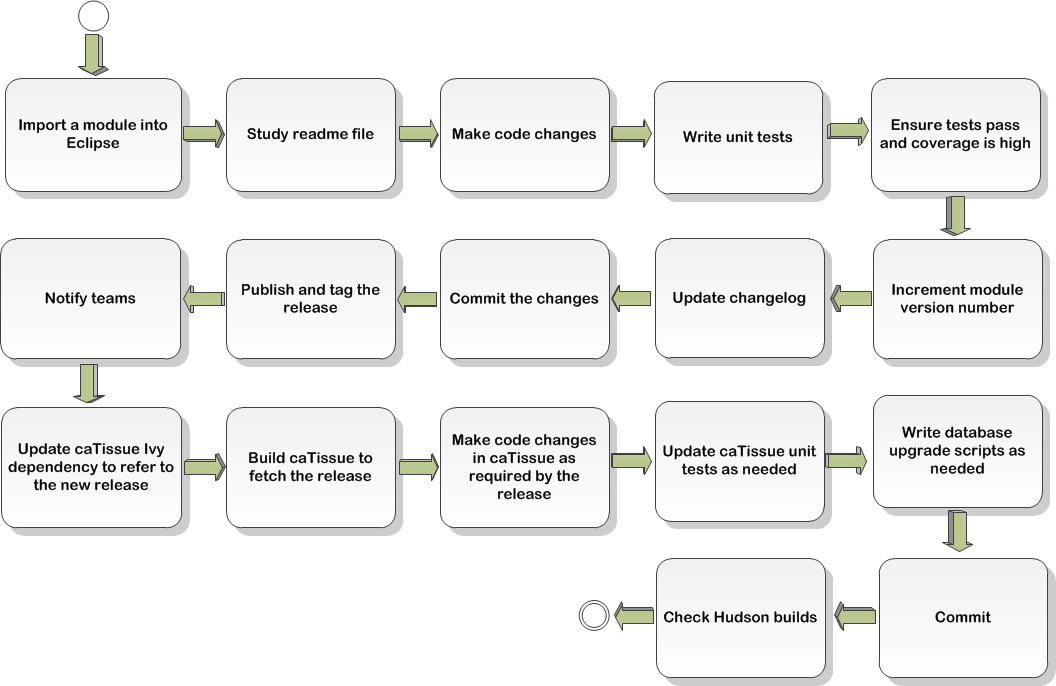 Import a module into
Eclipse
Study readme file
Make code changes
Write unit tests
Ensure tests pass
and coverage is high
Increment module
version number
Update changelog
Commit the changes
Publish and tag the
release
Notify teams
Update caTissue Ivy
dependency to refer to
the new release
Build caTissue to
fetch the release
Make code changes
in caTissue as
required by the
release
Update caTissue unit
tests as needed
Write database
upgrade scripts as
needed
Commit
Check Hudson builds